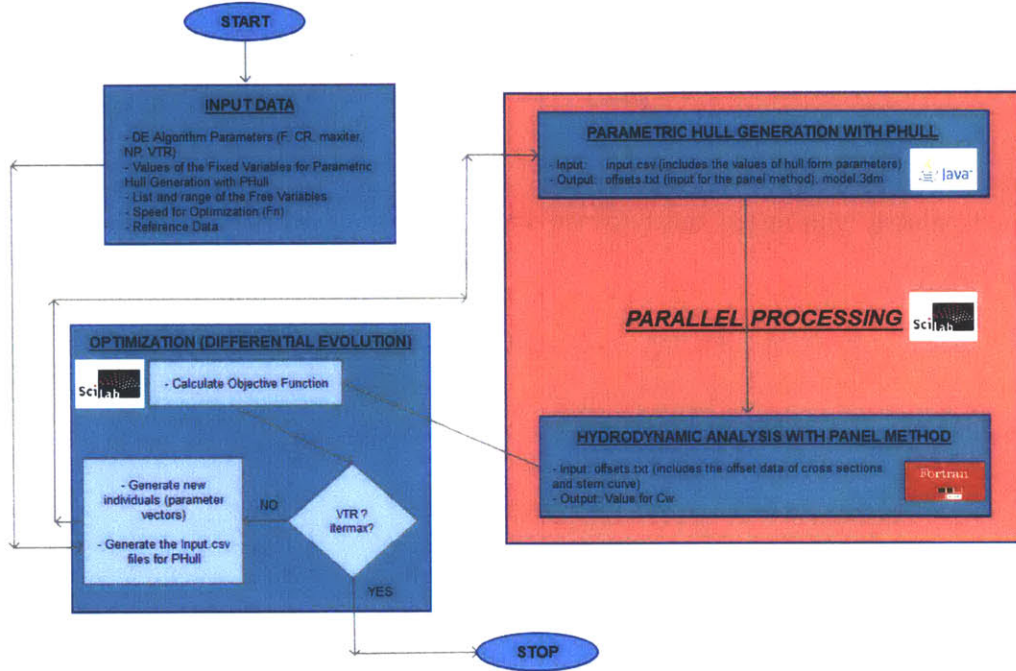 START
INPUT DATA
- DE Algorithm Parameters (F, CR, maxiter,
NP, VTR)
- Values of the Fixed Variables for Parametric
Hull Generation with PHull
- List and range of the Free Variables
- Speed for Optimization (Fn)
- Reference Data
PARAMETRIC HULL GENERATION WITH PHULL
- Input: input.csv (includes the values of hull form parameters)
- Output: offsets.txt (input for the panel method), model.3dm
Java
PARALLEL PROCESSING
Scilab
OPTIMIZATION (DIFFERENTIAL EVOLUTION)
Scilab
- Calculate Objective Function
- Generate new
individuals (parameter
vectors)
- Generate the Input.csv
files for PHull
NO
VTR ?
itermax?
YES
HYDRODYNAMIC ANALYSIS WITH PANEL METHOD
- Input: offsets.txt (includes the offset data of cross sections
and stem curve)
- Output: Value for Cw
Fortran
STOP